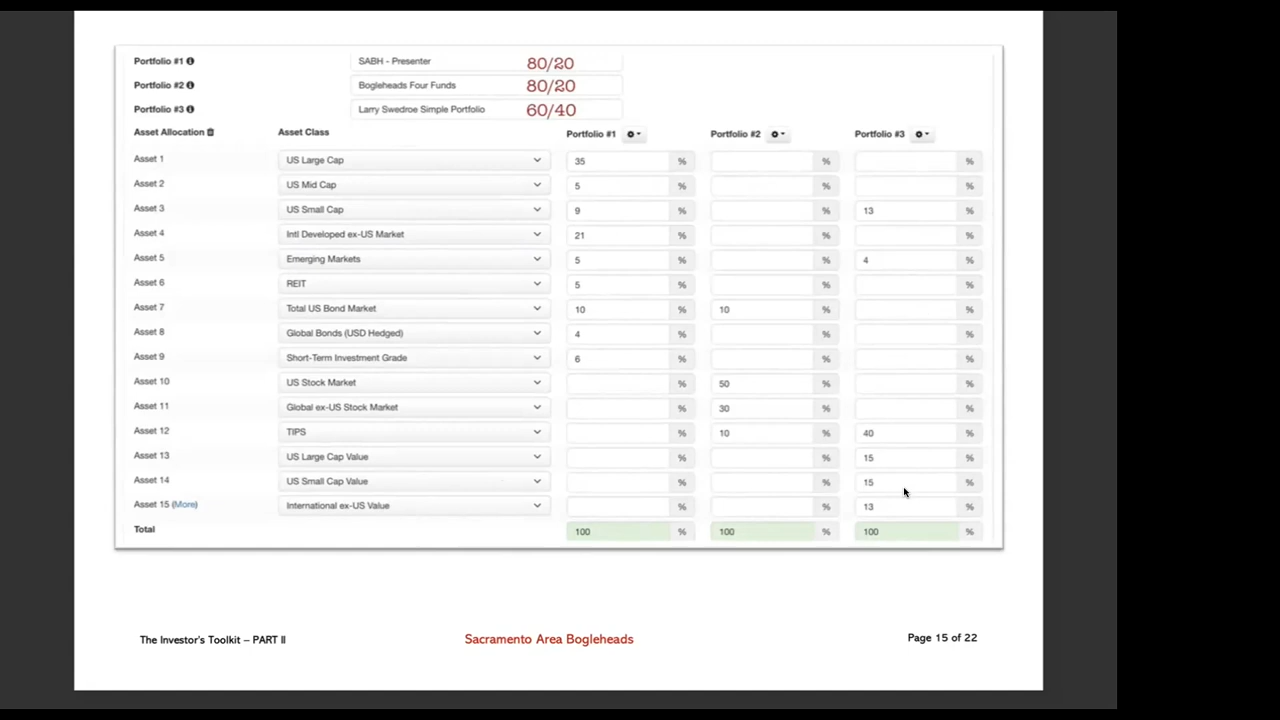 Portfolio #1 SABH - Presenter 80/20
Portfolio #2 Bogleheads Four Funds 80/20
Portfolio #3 Larry Swedroe Simple Portfolio 60/40
Asset Allocation Asset Class Portfolio #1 Portfolio #2 Portfolio #3
Asset 1 US Large Cap 35 % % %
Asset 2 US Mid Cap 5 % % %
Asset 3 US Small Cap 9 % % 13 %
Asset 4 Intl Developed ex-US Market 21 % % %
Asset 5 Emerging Markets 5 % % 4 %
Asset 6 REIT 5 % % %
Asset 7 Total US Bond Market 10 % 10 % %
Asset 8 Global Bonds (USD Hedged) 4 % % %
Asset 9 Short-Term Investment Grade 6 % % %
Asset 10 US Stock Market % 50 % %
Asset 11 Global ex-US Stock Market % 30 % %
Asset 12 TIPS % 10 % 40 %
Asset 13 US Large Cap Value % % 15 %
Asset 14 US Small Cap Value % % 15 %
Asset 15 (More) International ex-US Value % % 13 %
Total 100 % 100 % 100 %
The Investor's Toolkit – PART II Sacramento Area Bogleheads Page 15 of 22